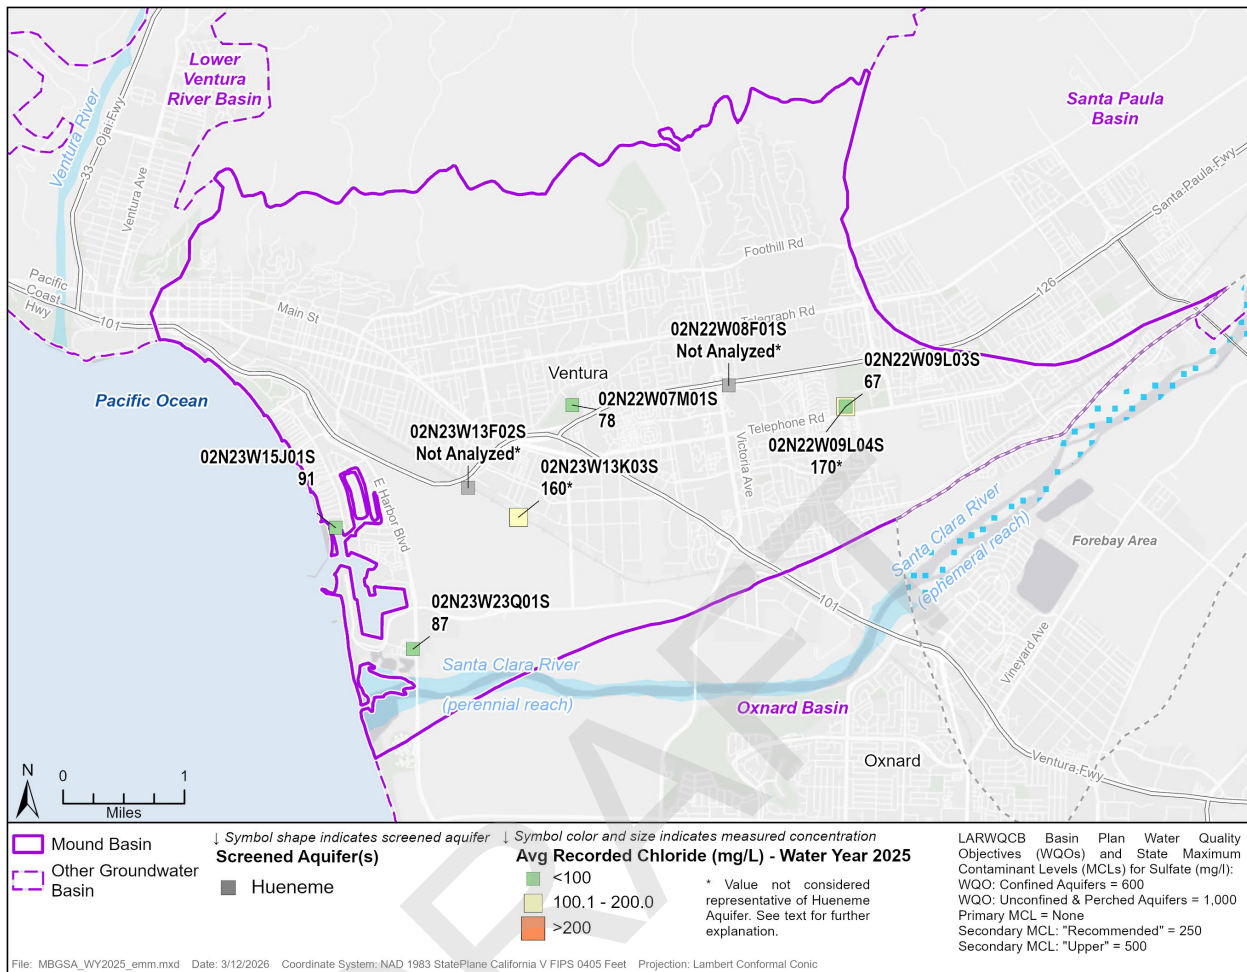 Lower
Ventura
River Basin
Santa Paula
Basin
Ventura River
33
Ojai Fwy
Ventura Ave
Santa Paula Fwy
126
Foothill Rd
Pacific
Coast
Hwy
101
Main St
Telegraph Rd
02N22W08F01S
Not Analyzed*
02N22W09L03S
67
Ventura
Pacific Ocean
02N22W07M01S
78
Telephone Rd
02N23W13F02S
Not Analyzed*
02N22W09L04S
170*
02N23W15J01S
91
02N23W13K03S
160*
Victoria Ave
E Harbor Blvd
Santa Clara River
(ephemeral reach)
Forebay Area
101
02N23W23Q01S
87
Vineyard Ave
Santa Clara River
(perennial reach)
Oxnard Basin
Oxnard
Ventura Fwy
N
0 1
Miles
DRAFT
Mound Basin
Other Groundwater
Basin
↓ Symbol shape indicates screened aquifer
Screened Aquifer(s)
Hueneme
↓ Symbol color and size indicates measured concentration
Avg Recorded Chloride (mg/L) - Water Year 2025
<100
100.1 - 200.0
>200
* Value not considered
representative of Hueneme
Aquifer. See text for further
explanation.
LARWQCB Basin Plan Water Quality
Objectives (WQOs) and State Maximum
Contaminant Levels (MCLs) for Sulfate (mg/l):
WQO: Confined Aquifers = 600
WQO: Unconfined & Perched Aquifers = 1,000
Primary MCL = None
Secondary MCL: "Recommended" = 250
Secondary MCL: "Upper" = 500
File: MBGSA_WY2025_emm.mxd Date: 3/12/2026 Coordinate System: NAD 1983 StatePlane California V FIPS 0405 Feet Projection: Lambert Conformal Conic